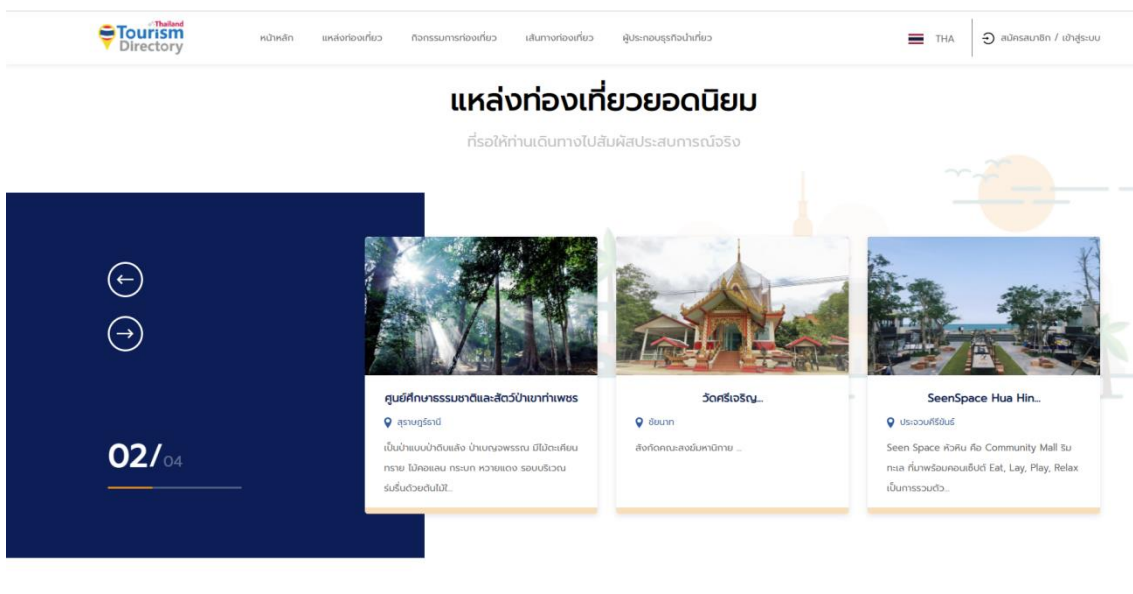 Thailand
Tourism
Directory
หน้าหลัก
แหล่งท่องเที่ยว
กิจกรรมการท่องเที่ยว
เส้นทางท่องเที่ยว
ผู้ประกอบธุรกิจนำเที่ยว
THA
สมัครสมาชิก / เข้าสู่ระบบ
แหล่งท่องเที่ยวยอดนิยม
ที่รอให้ท่านเดินทางไปสัมผัสประสบการณ์จริง
02/04
ศูนย์ศึกษาธรรมชาติและสัตว์ป่าเขาท่าเพชร
สุราษฎร์ธานี
เป็นป่าแบบป่าดิบแล้ง ป่าเบญจพรรณ มีไม้ตะเคียน
ทราย ไม้คอแลน กระบก หวายแดง รอบบริเวณ
ร่มรื่นด้วยต้นไม้ใ...
วัดศรีเจริญ...
ชัยนาท
สังกัดคณะสงฆ์มหานิกาย ...
SeenSpace Hua Hin...
ประจวบคีรีขันธ์
Seen Space หัวหิน คือ Community Mall ริม
ทะเล ที่มาพร้อมคอนเซ็ปต์ Eat, Lay, Play, Relax
เป็นการรวมตัว...